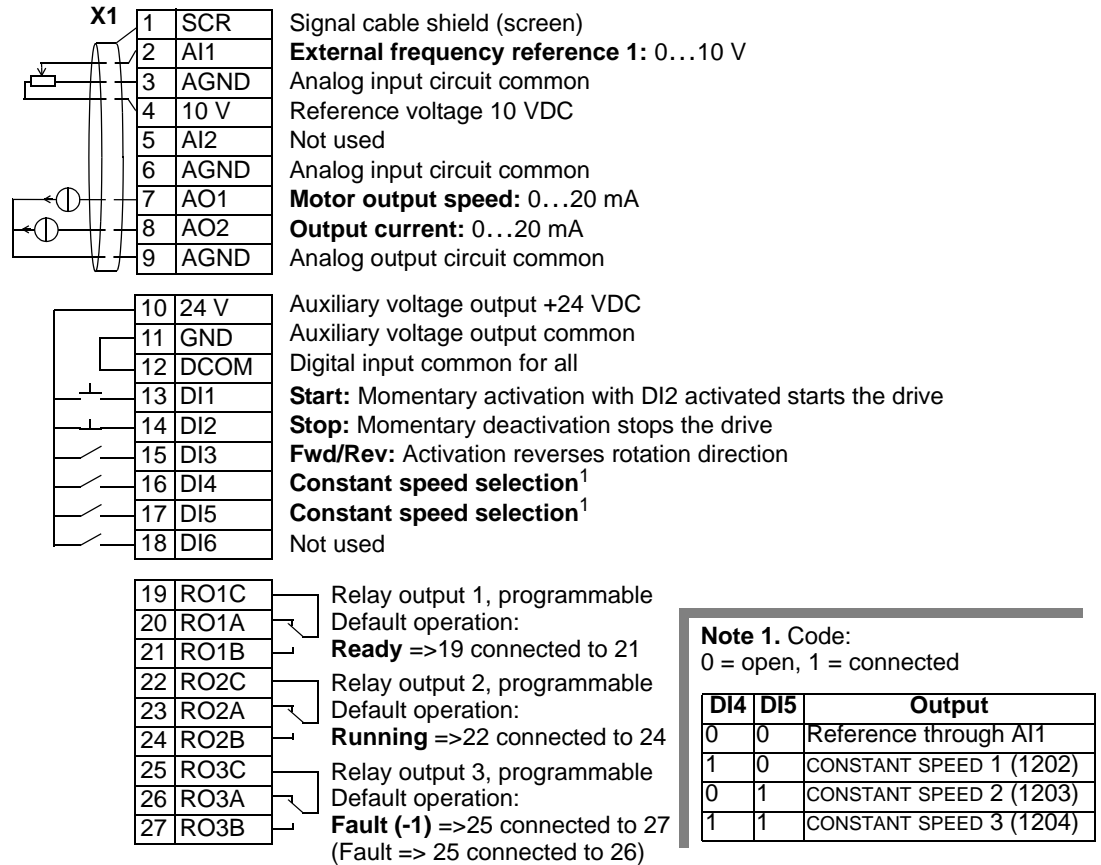 X1
1 SCR Signal cable shield (screen)
2 AI1 External frequency reference 1: 0…10 V
3 AGND Analog input circuit common
4 10 V Reference voltage 10 VDC
5 AI2 Not used
6 AGND Analog input circuit common
7 AO1 Motor output speed: 0…20 mA
8 AO2 Output current: 0…20 mA
9 AGND Analog output circuit common
10 24 V Auxiliary voltage output +24 VDC
11 GND Auxiliary voltage output common
12 DCOM Digital input common for all
13 DI1 Start: Momentary activation with DI2 activated starts the drive
14 DI2 Stop: Momentary deactivation stops the drive
15 DI3 Fwd/Rev: Activation reverses rotation direction
16 DI4 Constant speed selection1
17 DI5 Constant speed selection1
18 DI6 Not used
19 RO1C Relay output 1, programmable
20 RO1A Default operation:
21 RO1B Ready =>19 connected to 21
22 RO2C Relay output 2, programmable
23 RO2A Default operation:
24 RO2B Running =>22 connected to 24
25 RO3C Relay output 3, programmable
26 RO3A Default operation:
27 RO3B Fault (-1) =>25 connected to 27
(Fault => 25 connected to 26)
Note 1. Code:
0 = open, 1 = connected
DI4 DI5 Output
0 0 Reference through AI1
1 0 CONSTANT SPEED 1 (1202)
0 1 CONSTANT SPEED 2 (1203)
1 1 CONSTANT SPEED 3 (1204)